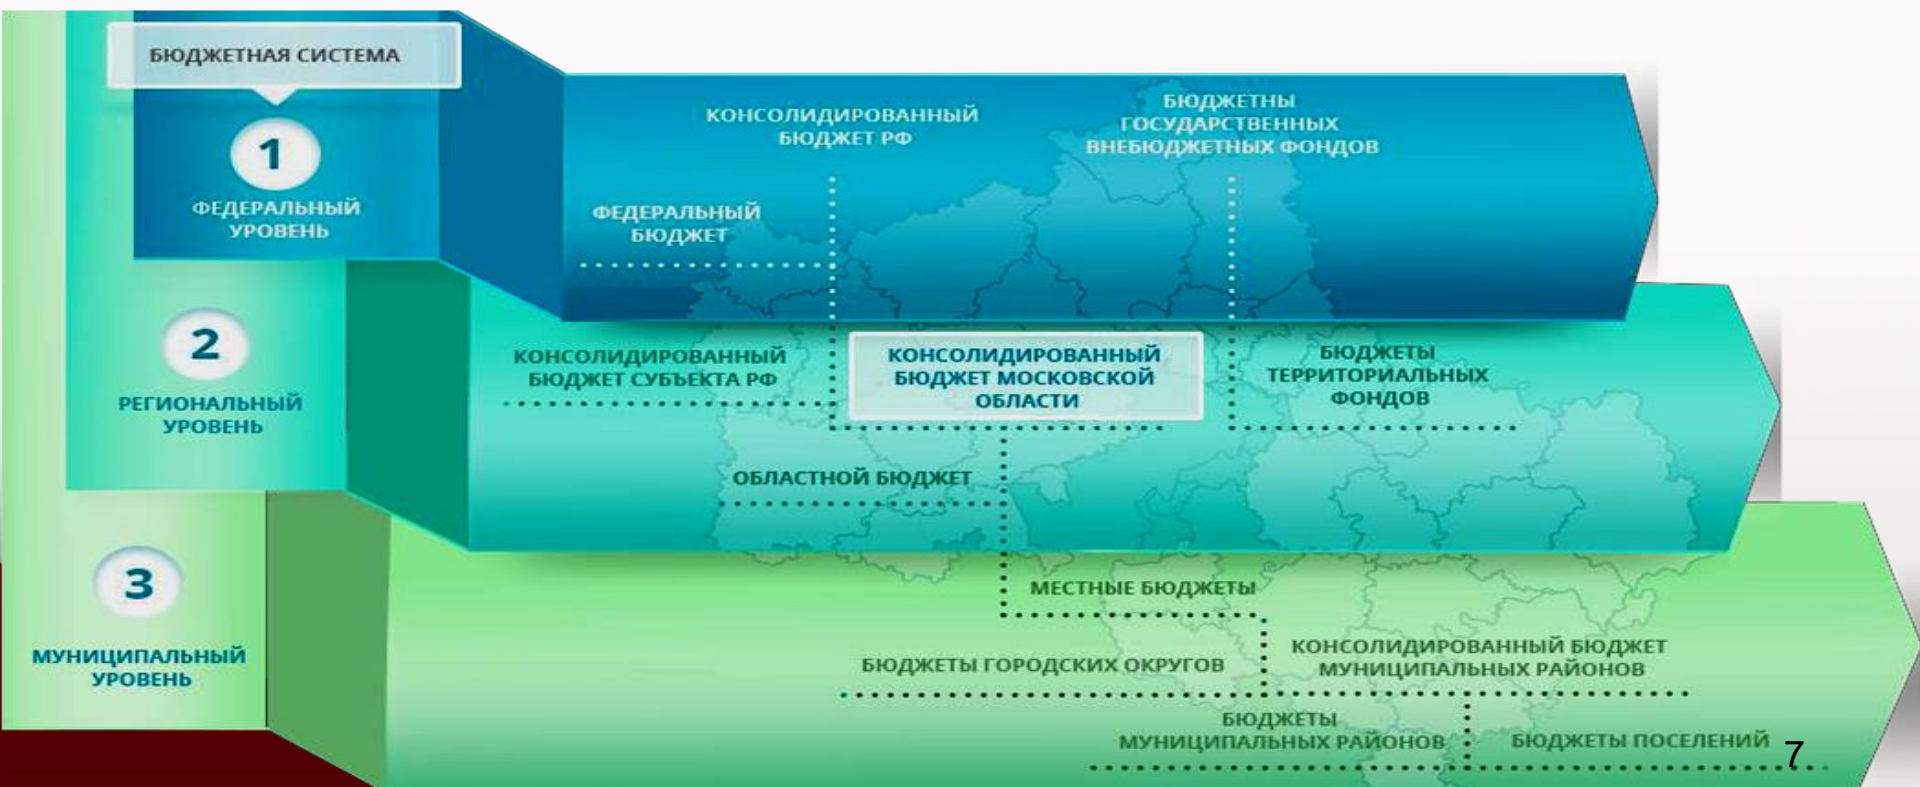 БЮДЖЕТНАЯ СИСТЕМА
1
ФЕДЕРАЛЬНЫЙ
УРОВЕНЬ
КОНСОЛИДИРОВАННЫЙ
БЮДЖЕТ РФ
БЮДЖЕТНЫ
ГОСУДАРСТВЕННЫХ
ВНЕБЮДЖЕТНЫХ ФОНДОВ
ФЕДЕРАЛЬНЫЙ
БЮДЖЕТ
2
РЕГИОНАЛЬНЫЙ
УРОВЕНЬ
КОНСОЛИДИРОВАННЫЙ
БЮДЖЕТ СУБЪЕКТА РФ
КОНСОЛИДИРОВАННЫЙ
БЮДЖЕТ МОСКОВСКОЙ
ОБЛАСТИ
БЮДЖЕТЫ
ТЕРРИТОРИАЛЬНЫХ
ФОНДОВ
ОБЛАСТНОЙ БЮДЖЕТ
3
МУНИЦИПАЛЬНЫЙ
УРОВЕНЬ
МЕСТНЫЕ БЮДЖЕТЫ
БЮДЖЕТЫ ГОРОДСКИХ ОКРУГОВ
КОНСОЛИДИРОВАННЫЙ БЮДЖЕТ
МУНИЦИПАЛЬНЫХ РАЙОНОВ
БЮДЖЕТЫ
МУНИЦИПАЛЬНЫХ РАЙОНОВ
БЮДЖЕТЫ ПОСЕЛЕНИЙ
7